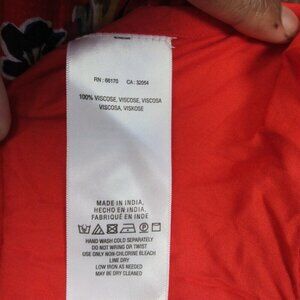 RN : 66170 CA : 32054
100% VISCOSE, VISCOSE, VISCOSA
VISCOSA, VISKOSE
MADE IN INDIA,
HECHO EN INDIA,
FABRIQUÉ EN INDE
HAND WASH COLD SEPARATELY
DO NOT WRING OR TWIST
USE ONLY NON-CHLORINE BLEACH
LINE DRY
LOW IRON AS NEEDED
MAY BE DRY CLEANED